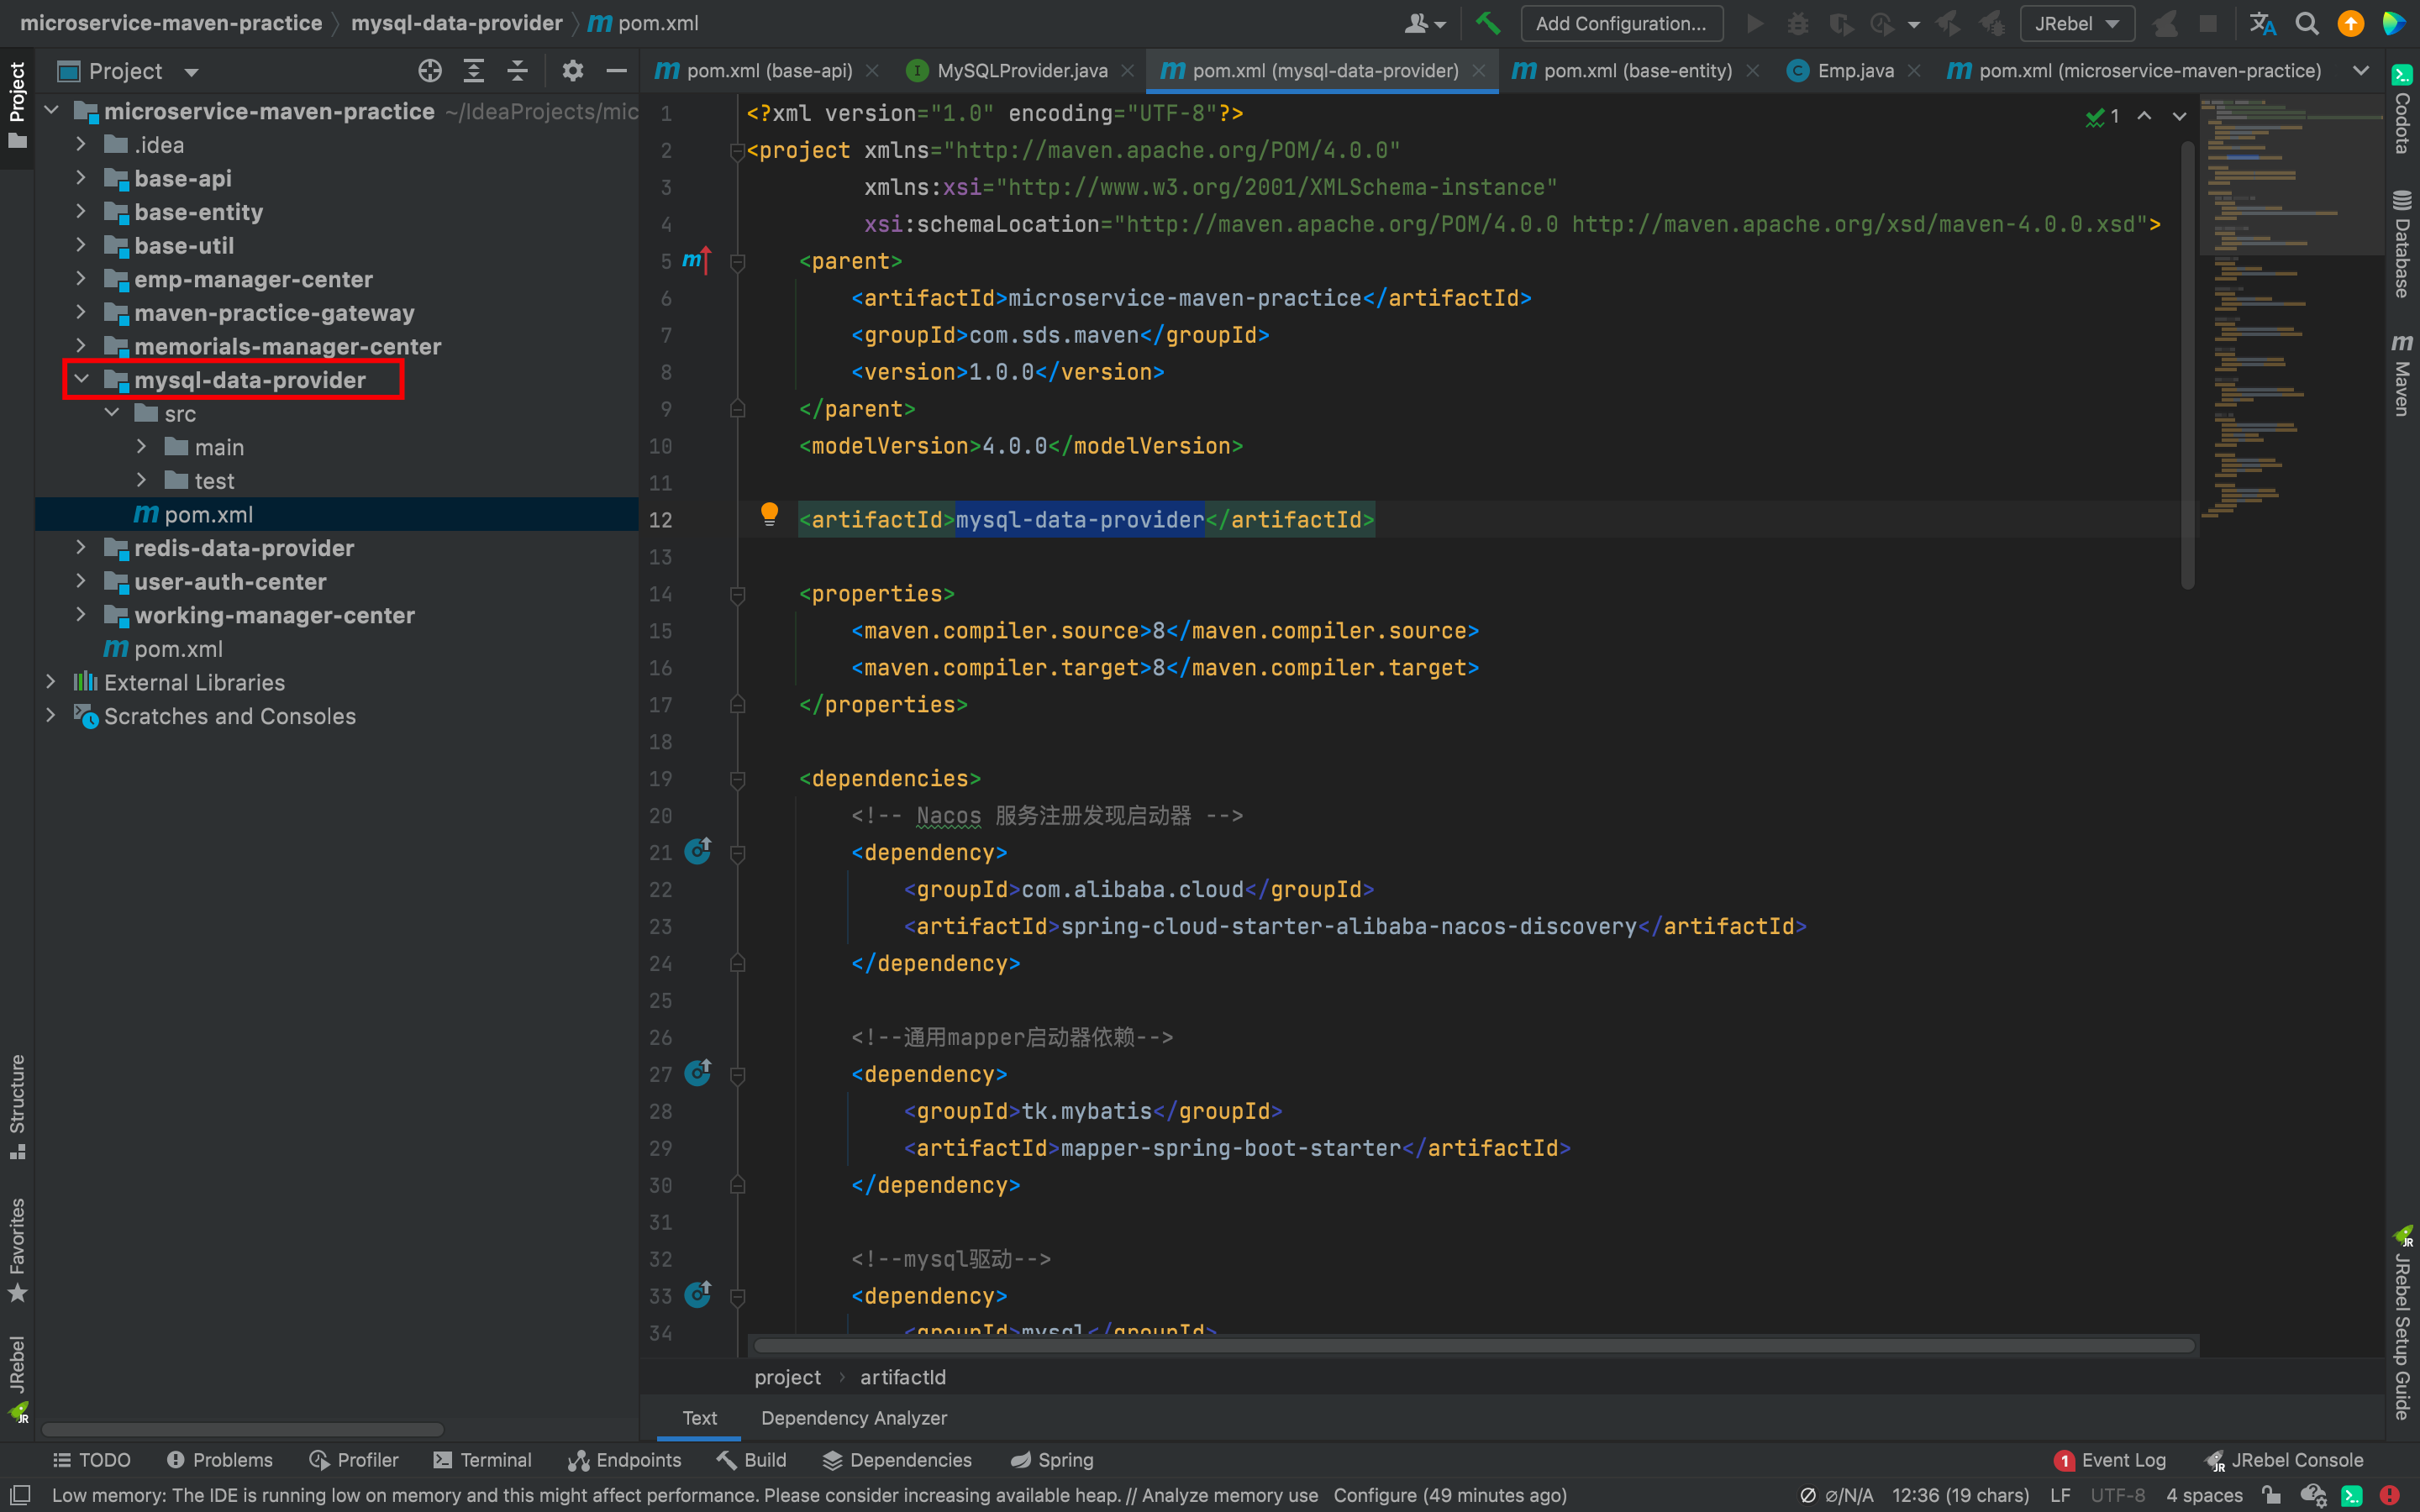 microservice-maven-practice
mysql-data-provider
pom.xml
Add Configuration...
JRebel
Project
Project
pom.xml (base-api)
MySQLProvider.java
pom.xml (mysql-data-provider)
pom.xml (base-entity)
Emp.java
pom.xml (microservice-maven-practice)
microservice-maven-practice ~/IdeaProjects/mic
.idea
base-api
base-entity
base-util
emp-manager-center
maven-practice-gateway
memorials-manager-center
mysql-data-provider
src
main
test
pom.xml
redis-data-provider
user-auth-center
working-manager-center
pom.xml
External Libraries
Scratches and Consoles
1
1 <?xml version="1.0" encoding="UTF-8"?>
2 <project xmlns="http://maven.apache.org/POM/4.0.0"
3 xmlns:xsi="http://www.w3.org/2001/XMLSchema-instance"
4 xsi:schemaLocation="http://maven.apache.org/POM/4.0.0 http://maven.apache.org/xsd/maven-4.0.0.xsd">
5 <parent>
6 <artifactId>microservice-maven-practice</artifactId>
7 <groupId>com.sds.maven</groupId>
8 <version>1.0.0</version>
9 </parent>
10 <modelVersion>4.0.0</modelVersion>
11
12 <artifactId>mysql-data-provider</artifactId>
13
14 <properties>
15 <maven.compiler.source>8</maven.compiler.source>
16 <maven.compiler.target>8</maven.compiler.target>
17 </properties>
18
19 <dependencies>
20 <!-- Nacos 服务注册发现启动器 -->
21 <dependency>
22 <groupId>com.alibaba.cloud</groupId>
23 <artifactId>spring-cloud-starter-alibaba-nacos-discovery</artifactId>
24 </dependency>
25
26 <!--通用mapper启动器依赖-->
27 <dependency>
28 <groupId>tk.mybatis</groupId>
29 <artifactId>mapper-spring-boot-starter</artifactId>
30 </dependency>
31
32 <!--mysql驱动-->
33 <dependency>
34 <groupId>mysql</groupId>
project
artifactId
Text
Dependency Analyzer
Structure
Favorites
JRebel
Codota
Database
Maven
JRebel Setup Guide
TODO
Problems
Profiler
Terminal
Endpoints
Build
Dependencies
Spring
1 Event Log
JRebel Console
Low memory: The IDE is running low on memory and this might affect performance. Please consider increasing available heap. // Analyze memory use Configure (49 minutes ago)
⌀/N/A
12:36 (19 chars)
LF
UTF-8
4 spaces